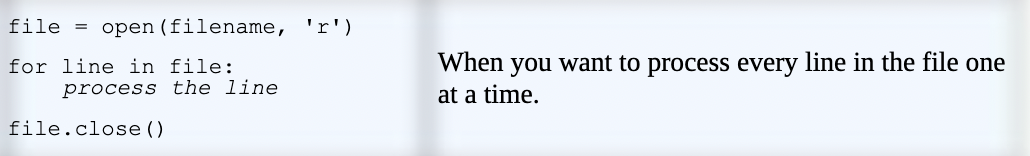 file = open(filename, 'r')
for line in file:
    process the line
file.close()
When you want to process every line in the file one
at a time.